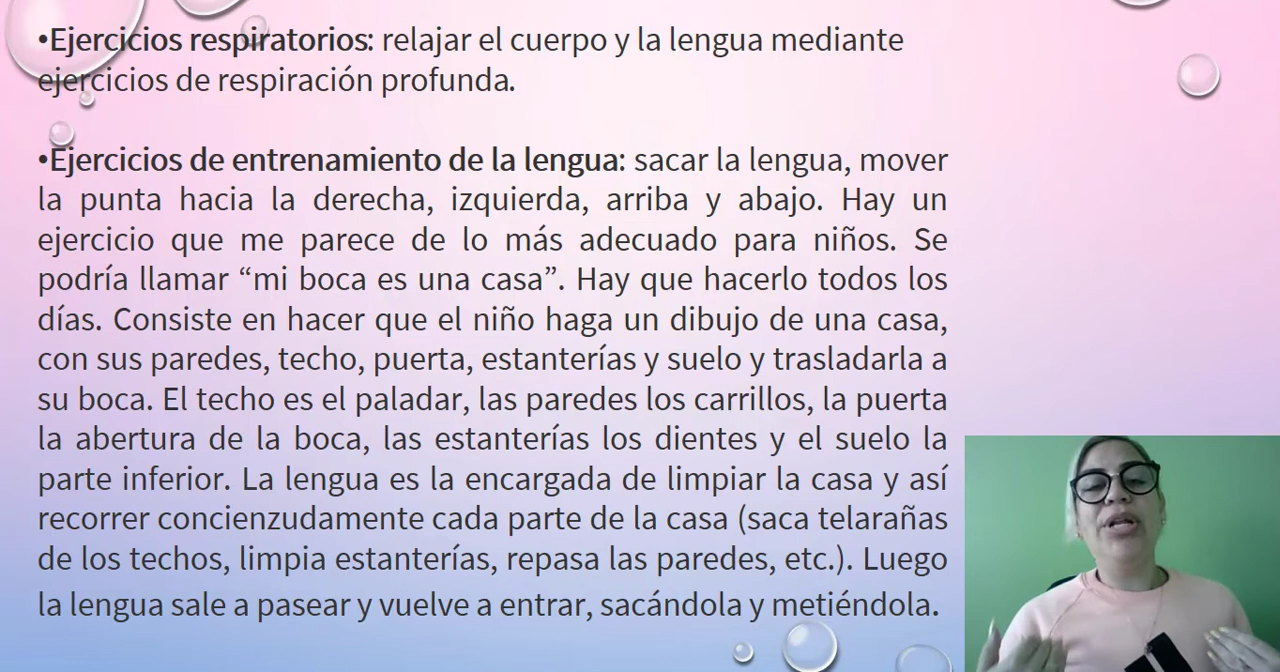 •Ejercicios respiratorios: relajar el cuerpo y la lengua mediante
ejercicios de respiración profunda.
•Ejercicios de entrenamiento de la lengua: sacar la lengua, mover
la punta hacia la derecha, izquierda, arriba y abajo. Hay un
ejercicio que me parece de lo más adecuado para niños. Se
podría llamar “mi boca es una casa”. Hay que hacerlo todos los
días. Consiste en hacer que el niño haga un dibujo de una casa,
con sus paredes, techo, puerta, estanterías y suelo y trasladarla a
su boca. El techo es el paladar, las paredes los carrillos, la puerta
la abertura de la boca, las estanterías los dientes y el suelo la
parte inferior. La lengua es la encargada de limpiar la casa y así
recorrer concienzudamente cada parte de la casa (saca telarañas
de los techos, limpia estanterías, repasa las paredes, etc.). Luego
la lengua sale a pasear y vuelve a entrar, sacándola y metiéndola.